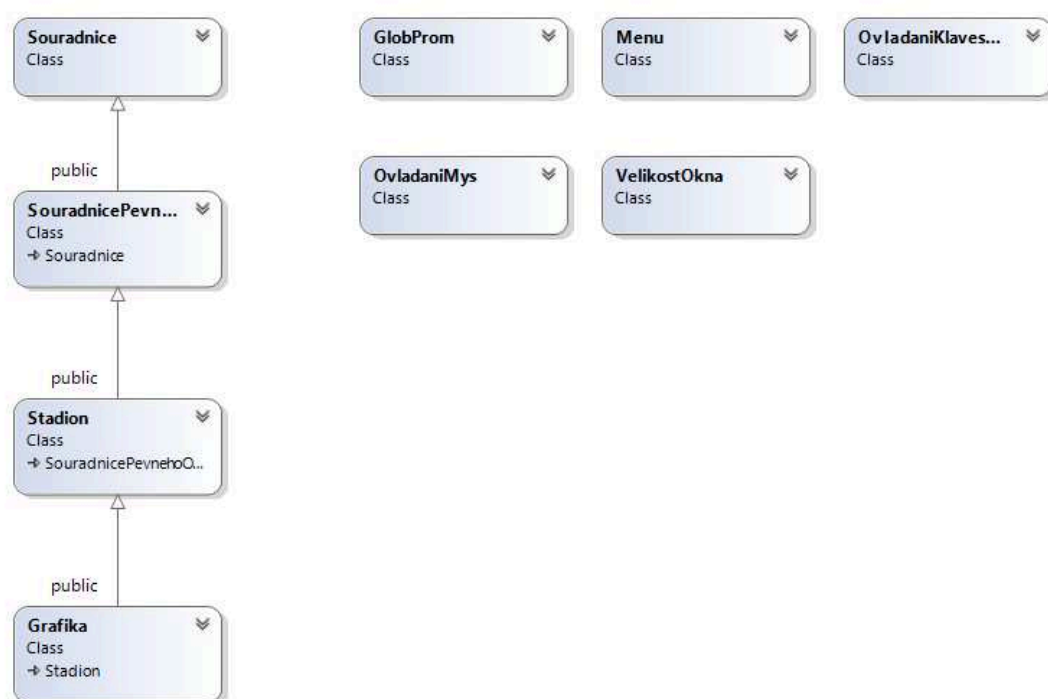 Souradnice
Class
GlobProm
Class
Menu
Class
OvladaniKlaves...
Class
public
SouradnicePevn...
Class
Souradnice
OvladaniMys
Class
VelikostOkna
Class
public
Stadion
Class
SouradnicePevnehoO...
public
Grafika
Class
Stadion